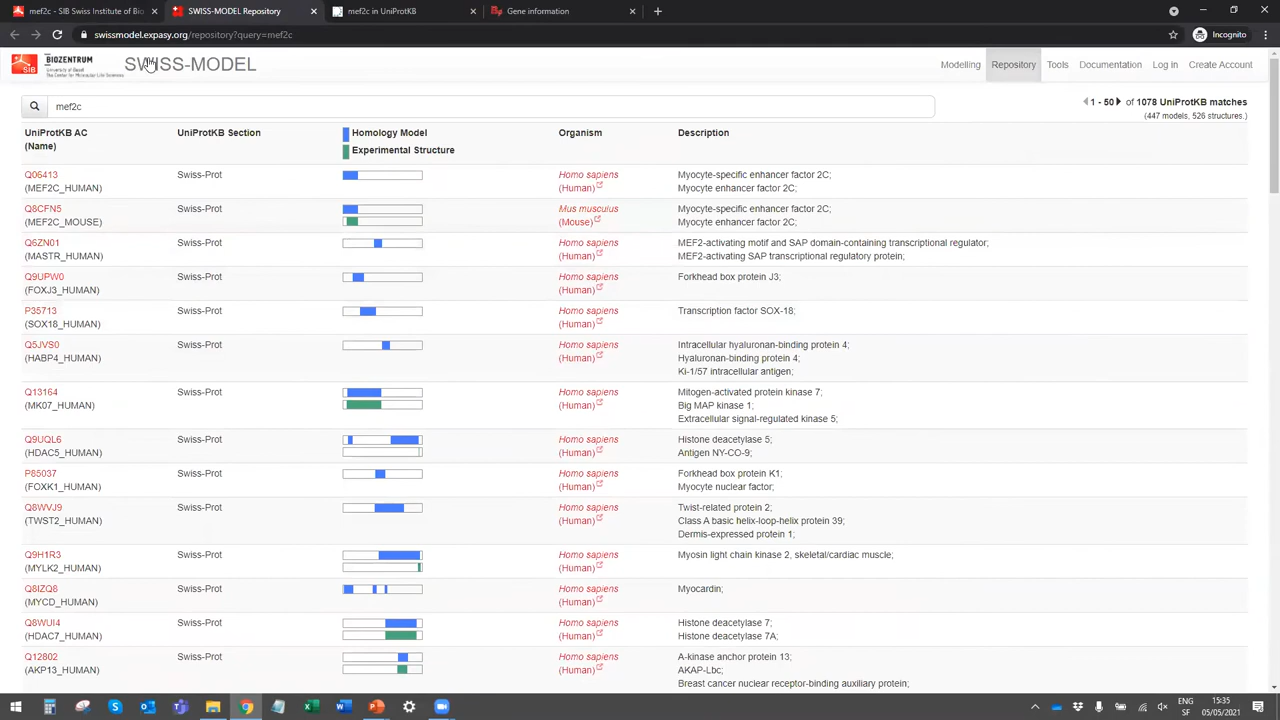 mef2c - SIB Swiss Institute of Bio
SWISS-MODEL Repository
mef2c in UniProtKB
Gene information
swissmodel.expasy.org/repository?query=mef2c
Incognito
SIB
BIOZENTRUM
University of Basel
The Center for Molecular Life Sciences
SWISS-MODEL
Modelling
Repository
Tools
Documentation
Log in
Create Account
mef2c
1 - 50 of 1078 UniProtKB matches
(447 models, 526 structures.)
UniProtKB AC
(Name)
UniProtKB Section
Homology Model
Experimental Structure
Organism
Description
Q06413
(MEF2C_HUMAN)
Swiss-Prot
Homo sapiens
(Human)
Myocyte-specific enhancer factor 2C;
Myocyte enhancer factor 2C;
Q8CFN5
(MEF2C_MOUSE)
Swiss-Prot
Mus musculus
(Mouse)
Myocyte-specific enhancer factor 2C;
Myocyte enhancer factor 2C;
Q6ZN01
(MASTR_HUMAN)
Swiss-Prot
Homo sapiens
(Human)
MEF2-activating motif and SAP domain-containing transcriptional regulator;
MEF2-activating SAP transcriptional regulatory protein;
Q9UPW0
(FOXJ3_HUMAN)
Swiss-Prot
Homo sapiens
(Human)
Forkhead box protein J3;
P35713
(SOX18_HUMAN)
Swiss-Prot
Homo sapiens
(Human)
Transcription factor SOX-18;
Q5JVS0
(HABP4_HUMAN)
Swiss-Prot
Homo sapiens
(Human)
Intracellular hyaluronan-binding protein 4;
Hyaluronan-binding protein 4;
Ki-1/57 intracellular antigen;
Q13164
(MK07_HUMAN)
Swiss-Prot
Homo sapiens
(Human)
Mitogen-activated protein kinase 7;
Big MAP kinase 1;
Extracellular signal-regulated kinase 5;
Q9UQL6
(HDAC5_HUMAN)
Swiss-Prot
Homo sapiens
(Human)
Histone deacetylase 5;
Antigen NY-CO-9;
P85037
(FOXK1_HUMAN)
Swiss-Prot
Homo sapiens
(Human)
Forkhead box protein K1;
Myocyte nuclear factor;
Q8WVJ9
(TWST2_HUMAN)
Swiss-Prot
Homo sapiens
(Human)
Twist-related protein 2;
Class A basic helix-loop-helix protein 39;
Dermis-expressed protein 1;
Q9H1R3
(MYLK2_HUMAN)
Swiss-Prot
Homo sapiens
(Human)
Myosin light chain kinase 2, skeletal/cardiac muscle;
Q8IZQ8
(MYCD_HUMAN)
Swiss-Prot
Homo sapiens
(Human)
Myocardin;
Q8WUI4
(HDAC7_HUMAN)
Swiss-Prot
Homo sapiens
(Human)
Histone deacetylase 7;
Histone deacetylase 7A;
Q12802
(AKP13_HUMAN)
Swiss-Prot
Homo sapiens
(Human)
A-kinase anchor protein 13;
AKAP-Lbc;
Breast cancer nuclear receptor-binding auxiliary protein;
ENG
SF
15:35
05/05/2021